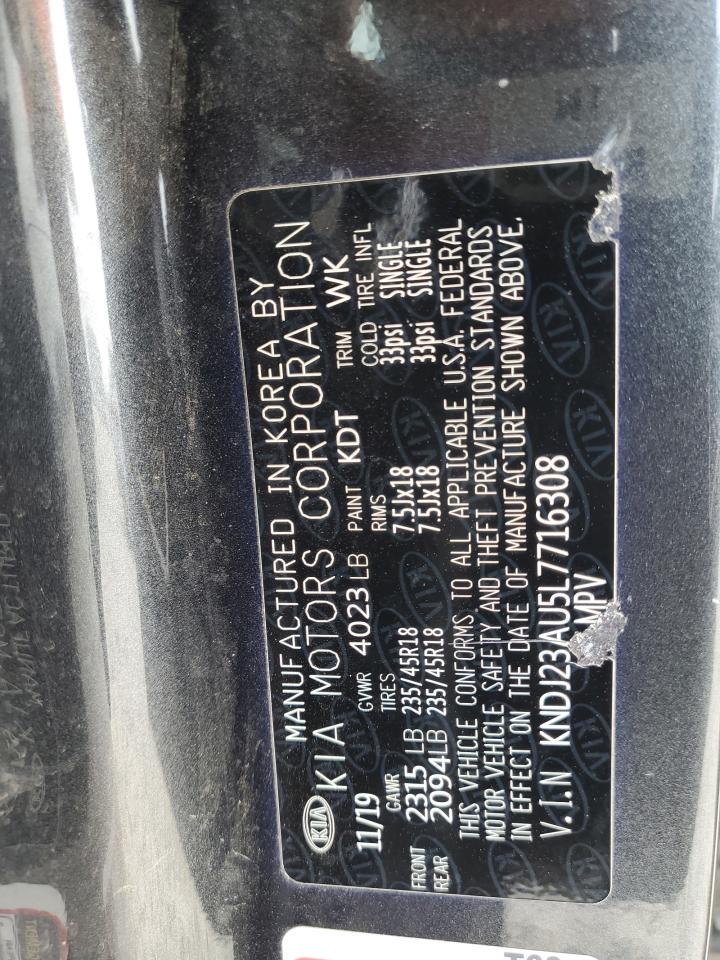 MANUFACTURED IN KOREA BY
KIA KIA MOTORS CORPORATION
11/19 GVWR 4023 LB PAINT KDT TRIM WK
GAWR TIRES RIMS COLD TIRE INFL
FRONT 2315 LB 235/45R18 7.5Jx18 33psi SINGLE
REAR 2094LB 235/45R18 7.5Jx18 33psi SINGLE
THIS VEHICLE CONFORMS TO ALL APPLICABLE U.S.A. FEDERAL
MOTOR VEHICLE SAFETY AND THEFT PREVENTION STANDARDS
IN EFFECT ON THE DATE OF MANUFACTURE SHOWN ABOVE.
V.I.N KNDJ23AU5L7716308
MPV